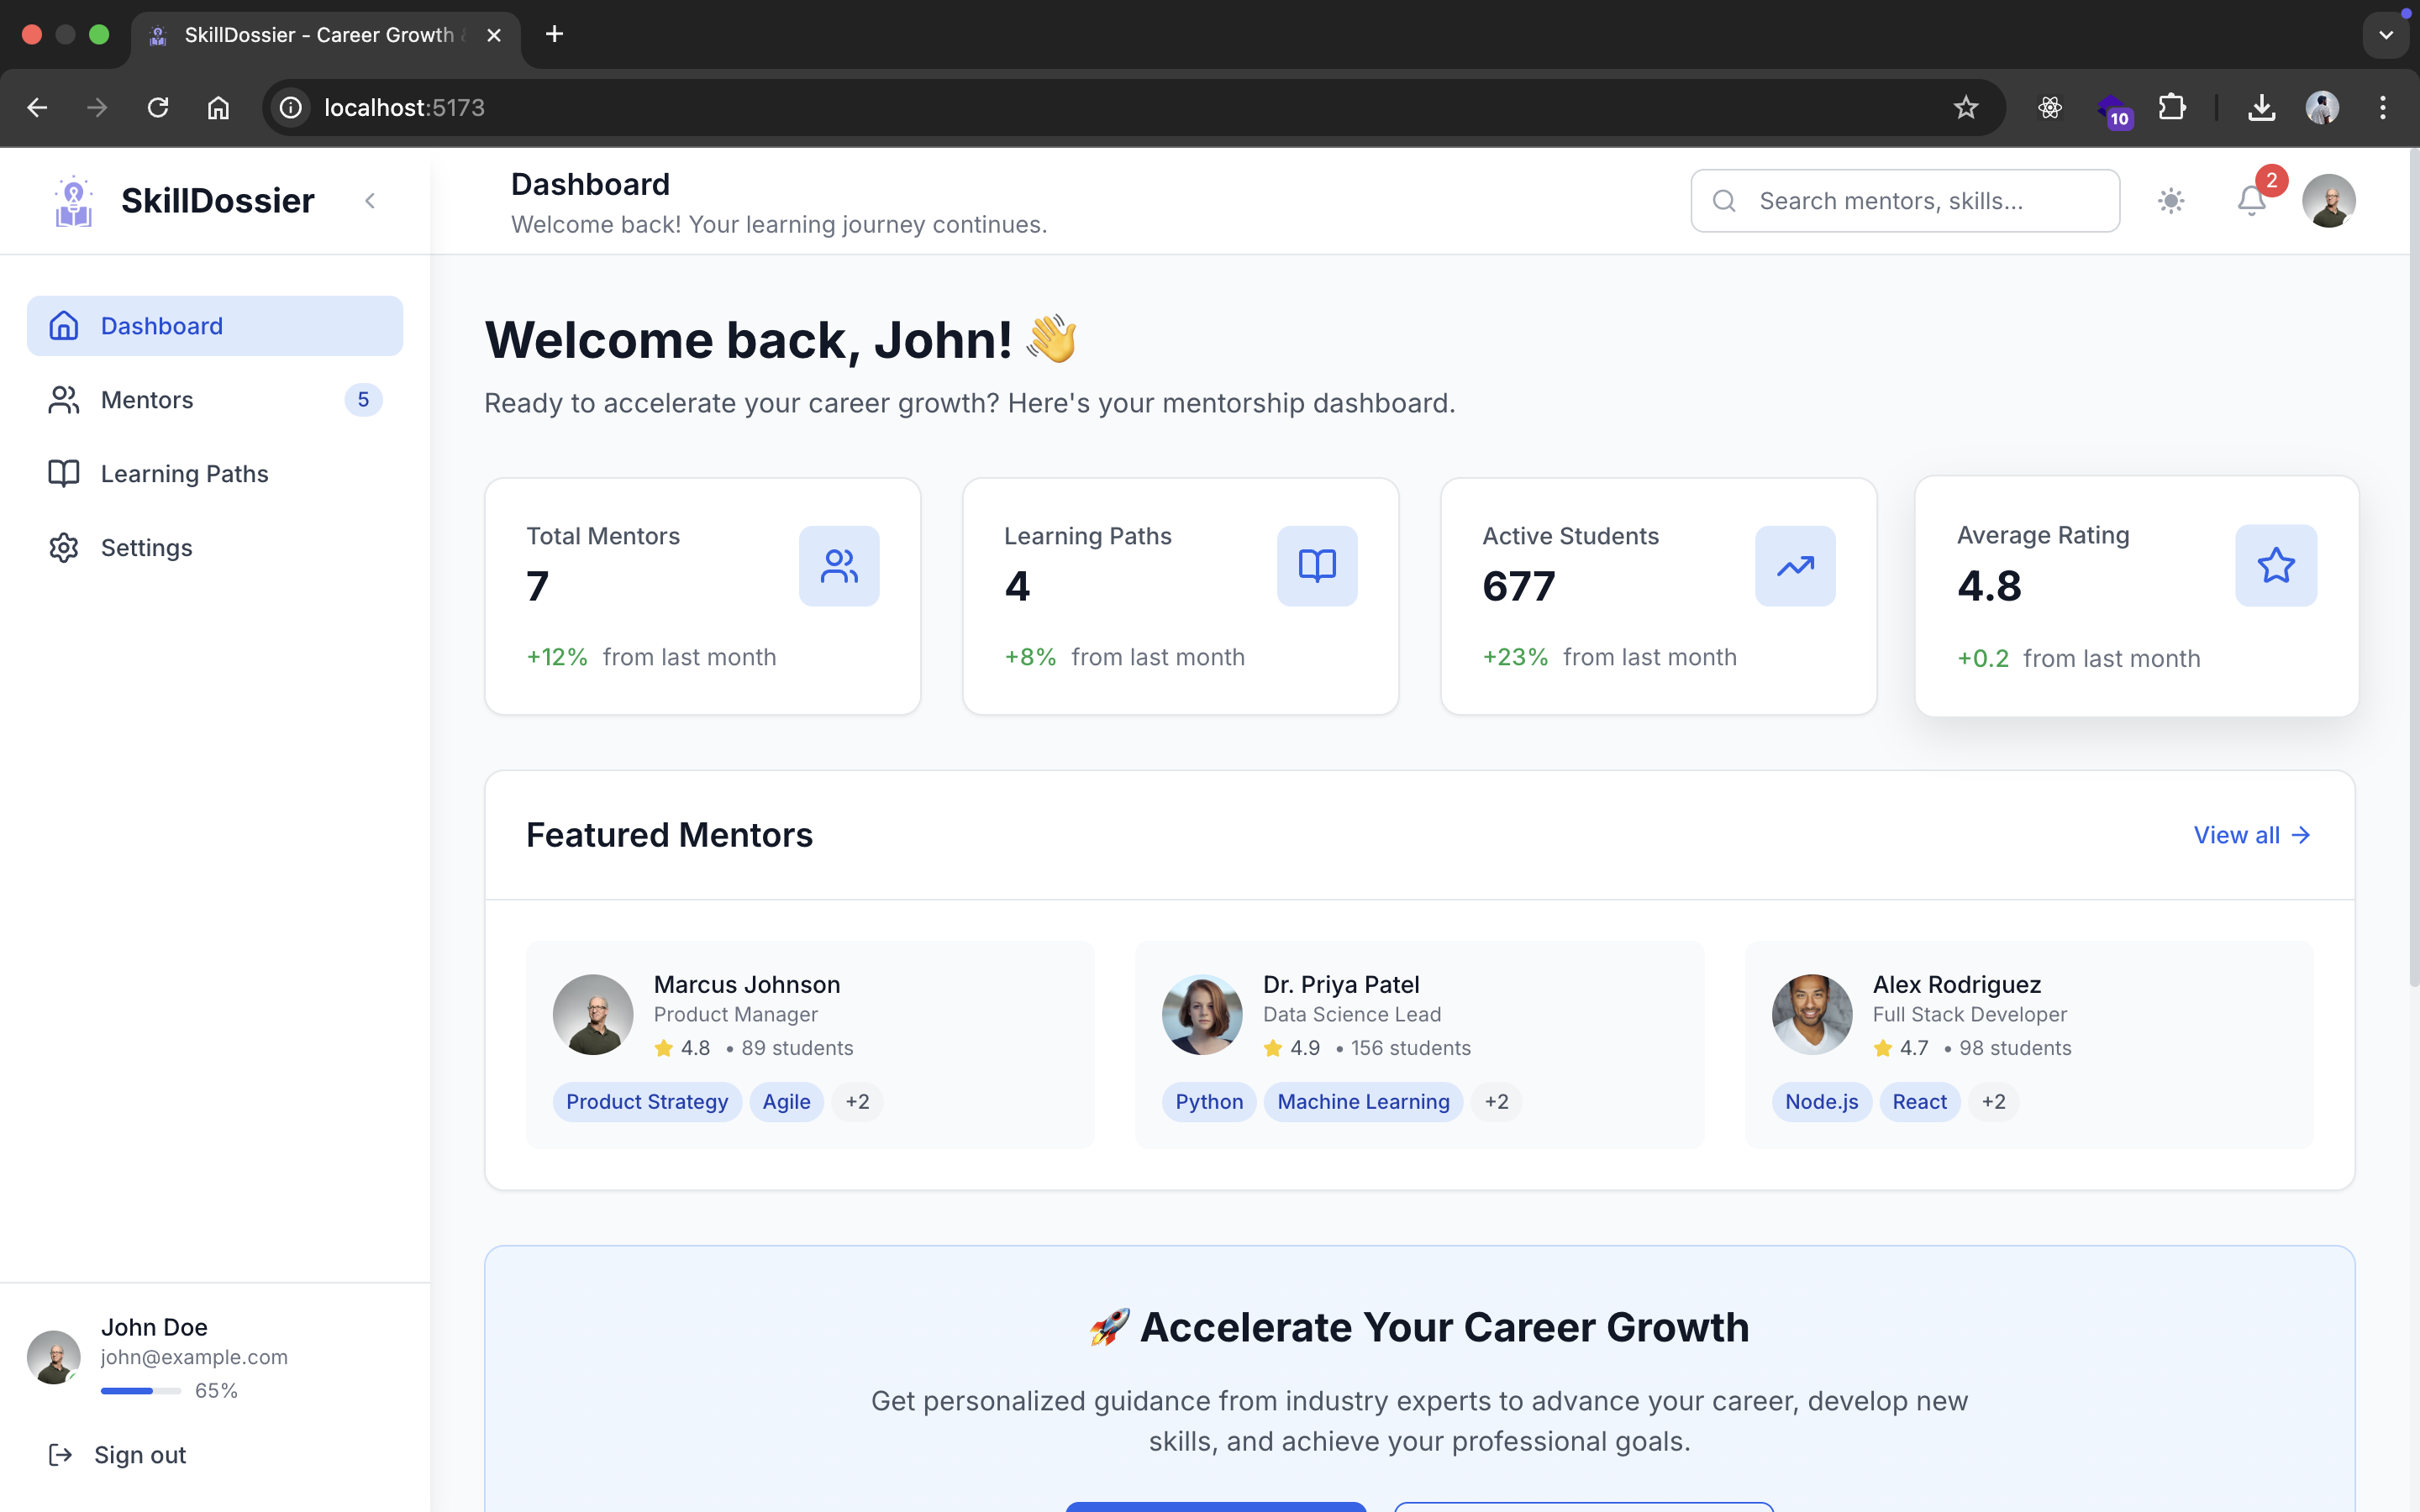 SkillDossier - Career Growth
localhost:5173
10
SkillDossier
Dashboard
Welcome back! Your learning journey continues.
Search mentors, skills...
2
Dashboard
Mentors
5
Learning Paths
Settings
Welcome back, John! 👋
Ready to accelerate your career growth? Here's your mentorship dashboard.
Total Mentors
7
+12% from last month
Learning Paths
4
+8% from last month
Active Students
677
+23% from last month
Average Rating
4.8
+0.2 from last month
Featured Mentors
View all →
Marcus Johnson
Product Manager
4.8 • 89 students
Product Strategy Agile +2
Dr. Priya Patel
Data Science Lead
4.9 • 156 students
Python Machine Learning +2
Alex Rodriguez
Full Stack Developer
4.7 • 98 students
Node.js React +2
🚀 Accelerate Your Career Growth
Get personalized guidance from industry experts to advance your career, develop new
skills, and achieve your professional goals.
John Doe
john@example.com
65%
Sign out